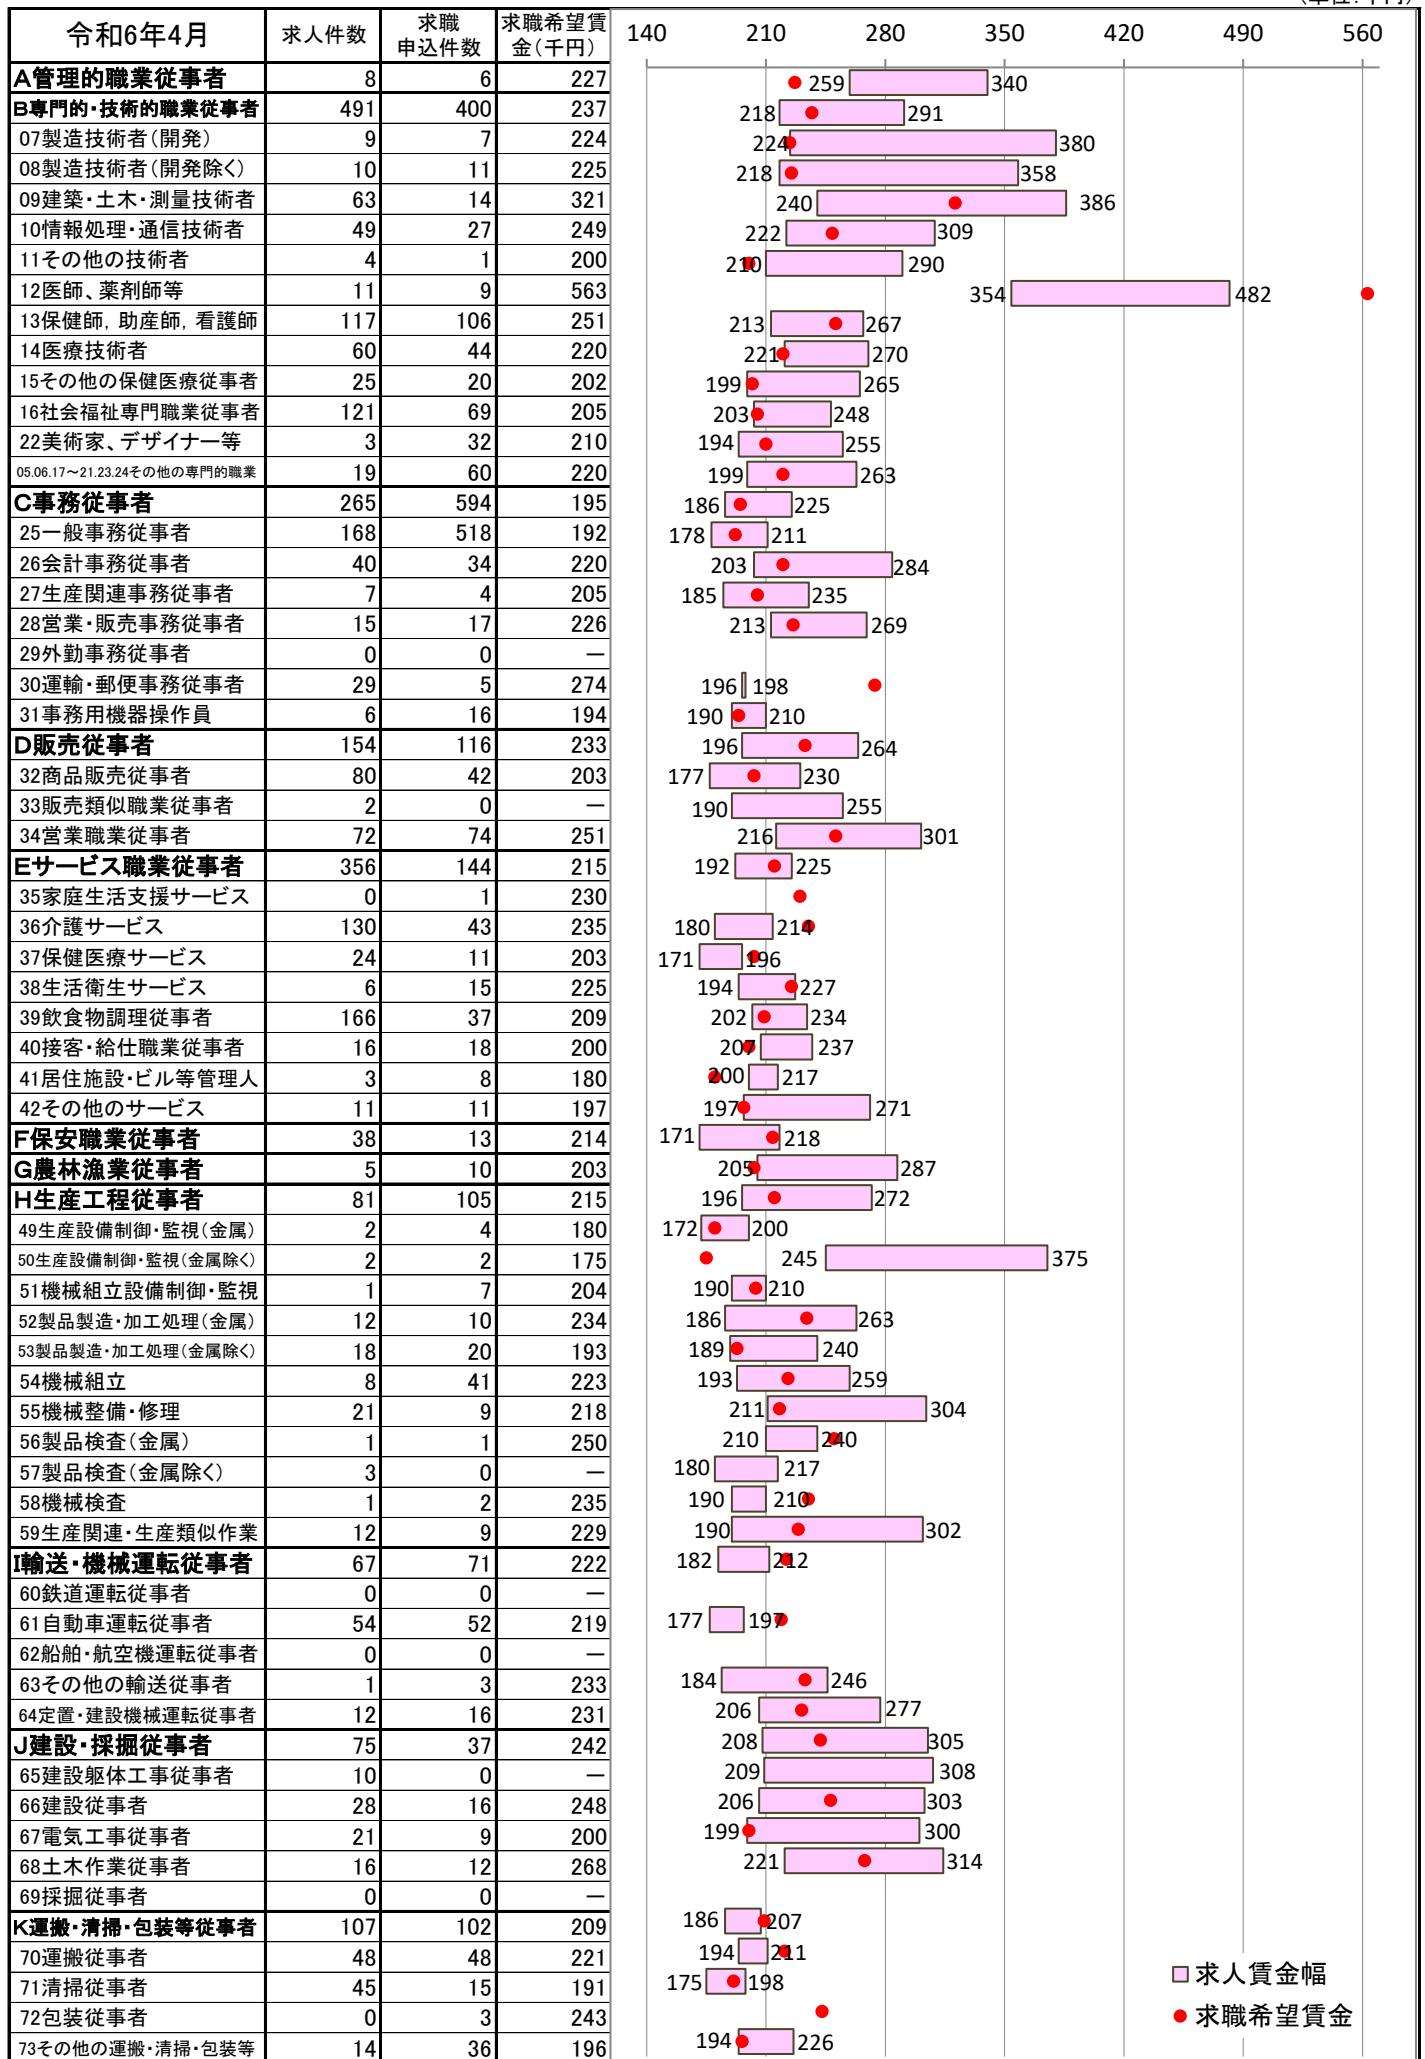 令和6年4月 求人件数 求職申込件数 求職希望賃金(千円) 140 210 280 350 420 490 560
A管理的職業従事者 8 6 227 259 340
B専門的・技術的職業従事者 491 400 237 218 291
07製造技術者(開発) 9 7 224 224 380
08製造技術者(開発除く) 10 11 225 218 358
09建築・土木・測量技術者 63 14 321 240 386
10情報処理・通信技術者 49 27 249 222 309
11その他の技術者 4 1 200 210 290
12医師、薬剤師等 11 9 563 354 482
13保健師, 助産師, 看護師 117 106 251 213 267
14医療技術者 60 44 220 221 270
15その他の保健医療従事者 25 20 202 199 265
16社会福祉専門職業従事者 121 69 205 203 248
22美術家、デザイナー等 3 32 210 194 255
05.06.17~21.23.24その他の専門的職業 19 60 220 199 263
C事務従事者 265 594 195 186 225
25一般事務従事者 168 518 192 178 211
26会計事務従事者 40 34 220 203 284
27生産関連事務従事者 7 4 205 185 235
28営業・販売事務従事者 15 17 226 213 269
29外勤事務従事者 0 0 ―
30運輸・郵便事務従事者 29 5 274 196 198
31事務用機器操作員 6 16 194 190 210
D販売従事者 154 116 233 196 264
32商品販売従事者 80 42 203 177 230
33販売類似職業従事者 2 0 ― 190 255
34営業職業従事者 72 74 251 216 301
Eサービス職業従事者 356 144 215 192 225
35家庭生活支援サービス 0 1 230
36介護サービス 130 43 235 180 214
37保健医療サービス 24 11 203 171 196
38生活衛生サービス 6 15 225 194 227
39飲食物調理従事者 166 37 209 202 234
40接客・給仕職業従事者 16 18 200 207 237
41居住施設・ビル等管理人 3 8 180 200 217
42その他のサービス 11 11 197 197 271
F保安職業従事者 38 13 214 171 218
G農林漁業従事者 5 10 203 205 287
H生産工程従事者 81 105 215 196 272
49生産設備制御・監視(金属) 2 4 180 172 200
50生産設備制御・監視(金属除く) 2 2 175 245 375
51機械組立設備制御・監視 1 7 204 190 210
52製品製造・加工処理(金属) 12 10 234 186 263
53製品製造・加工処理(金属除く) 18 20 193 189 240
54機械組立 8 41 223 193 259
55機械整備・修理 21 9 218 211 304
56製品検査(金属) 1 1 250 210 240
57製品検査(金属除く) 3 0 ― 180 217
58機械検査 1 2 235 190 210
59生産関連・生産類似作業 12 9 229 190 302
I輸送・機械運転従事者 67 71 222 182 212
60鉄道運転従事者 0 0 ―
61自動車運転従事者 54 52 219 177 197
62船舶・航空機運転従事者 0 0 ―
63その他の輸送従事者 1 3 233 184 246
64定置・建設機械運転従事者 12 16 231 206 277
J建設・採掘従事者 75 37 242 208 305
65建設躯体工事従事者 10 0 ― 209 308
66建設従事者 28 16 248 206 303
67電気工事従事者 21 9 200 199 300
68土木作業従事者 16 12 268 221 314
69採掘従事者 0 0 ―
K運搬・清掃・包装等従事者 107 102 209 186 207
70運搬従事者 48 48 221 194 211
71清掃従事者 45 15 191 175 198
72包装従事者 0 3 243
73その他の運搬・清掃・包装等 14 36 196 194 226
求人賃金幅
求職希望賃金